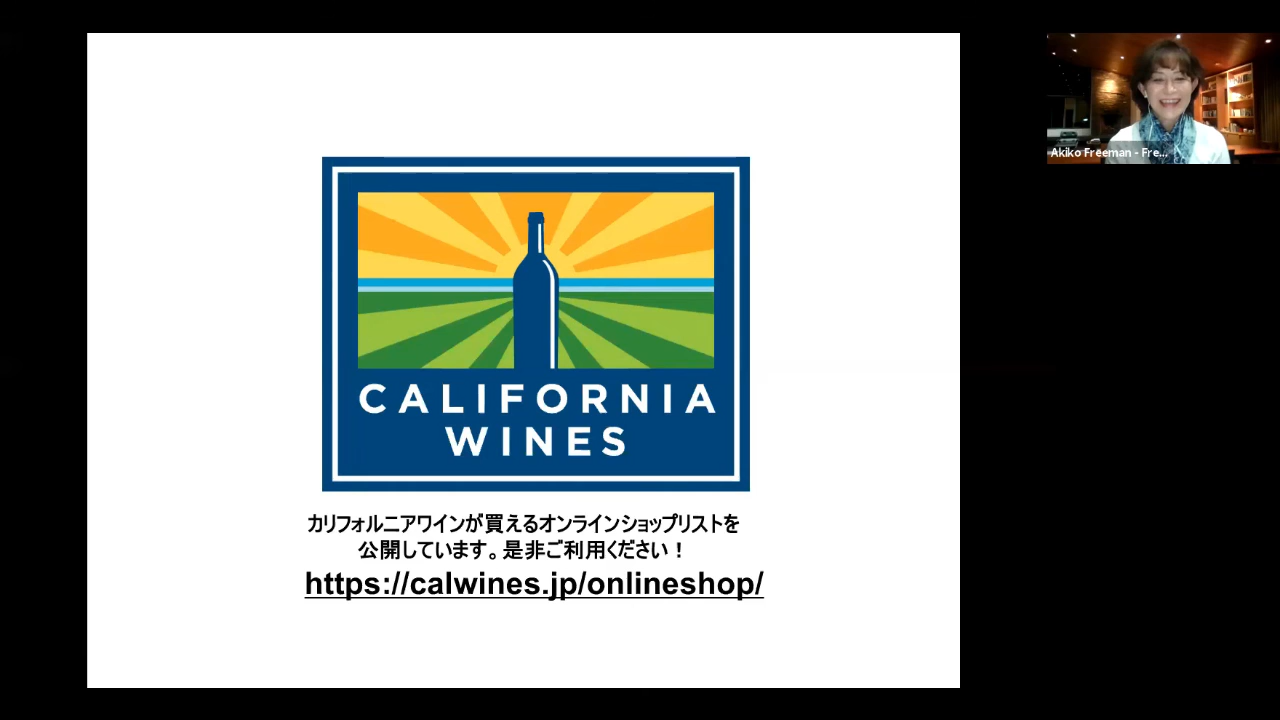 Akiko Freeman - Fre...
CALIFORNIA
WINES
カリフォルニアワインが買えるオンラインショップリストを
公開しています。是非ご利用ください！
https://calwines.jp/onlineshop/